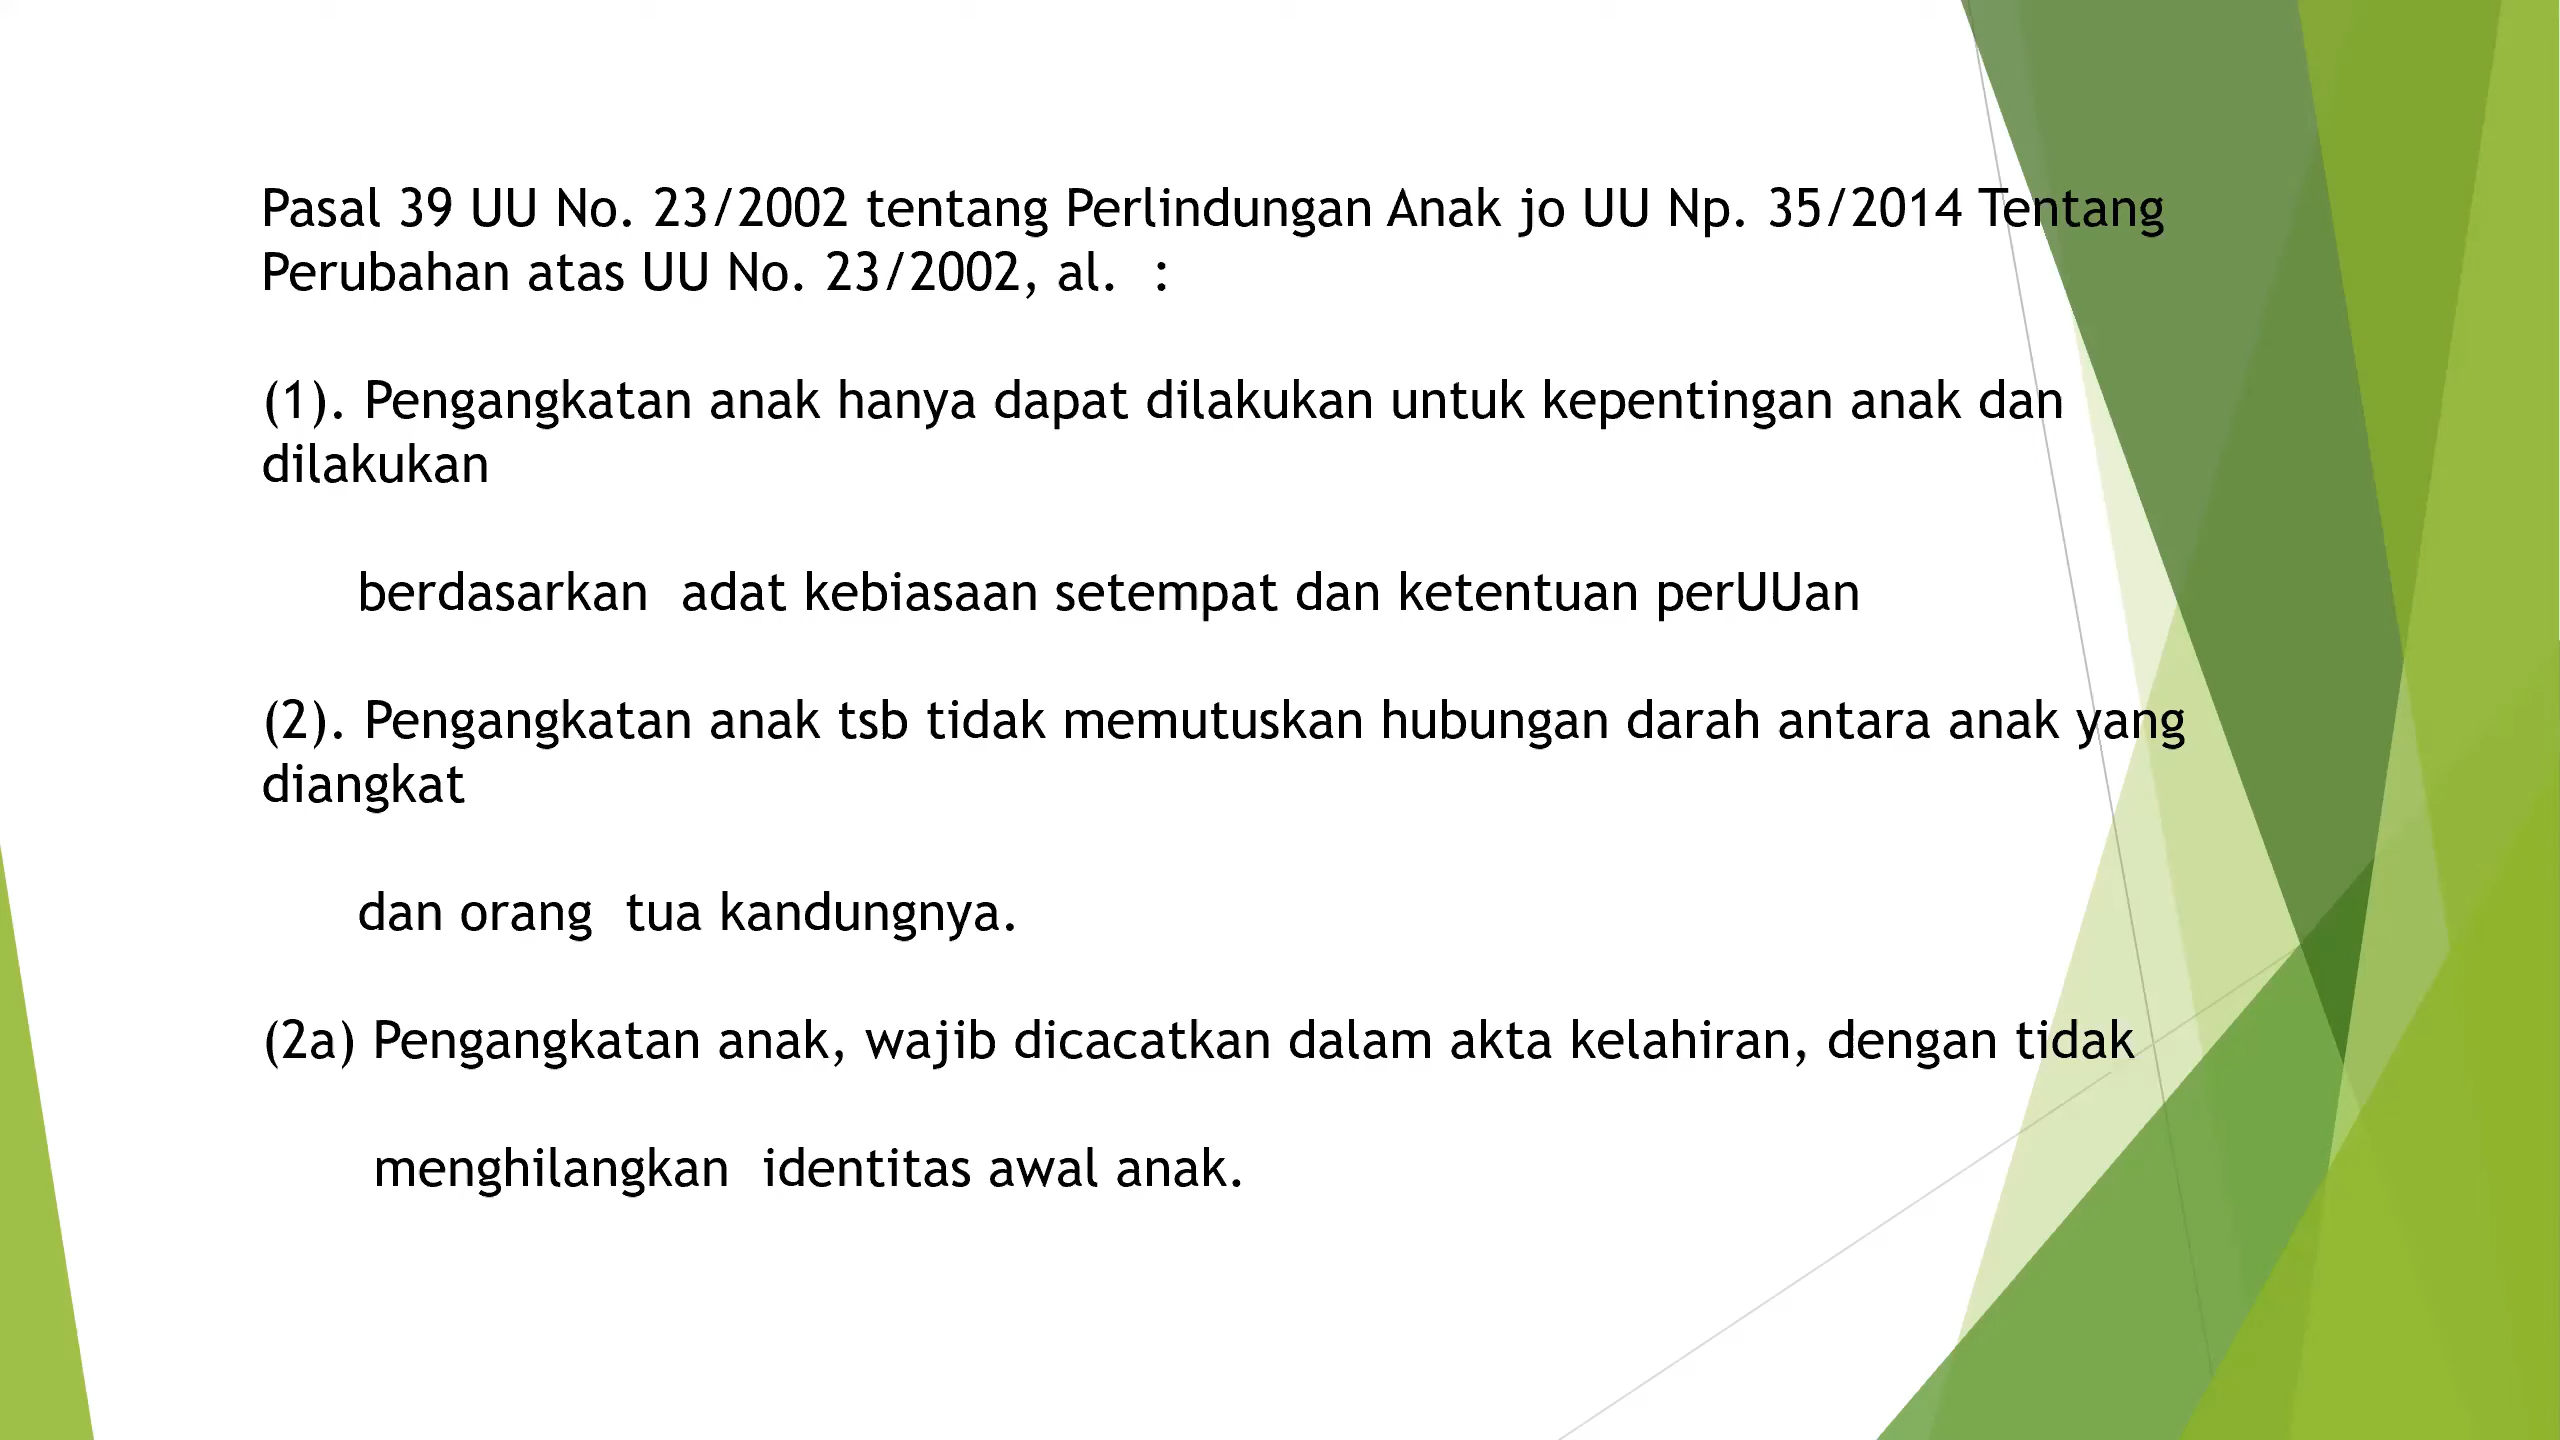 Pasal 39 UU No. 23/2002 tentang Perlindungan Anak jo UU Np. 35/2014 Tentang
Perubahan atas UU No. 23/2002, al.  :
(1). Pengangkatan anak hanya dapat dilakukan untuk kepentingan anak dan
dilakukan
berdasarkan  adat kebiasaan setempat dan ketentuan perUUan
(2). Pengangkatan anak tsb tidak memutuskan hubungan darah antara anak yang
diangkat
dan orang  tua kandungnya.
(2a) Pengangkatan anak, wajib dicacatkan dalam akta kelahiran, dengan tidak
menghilangkan  identitas awal anak.